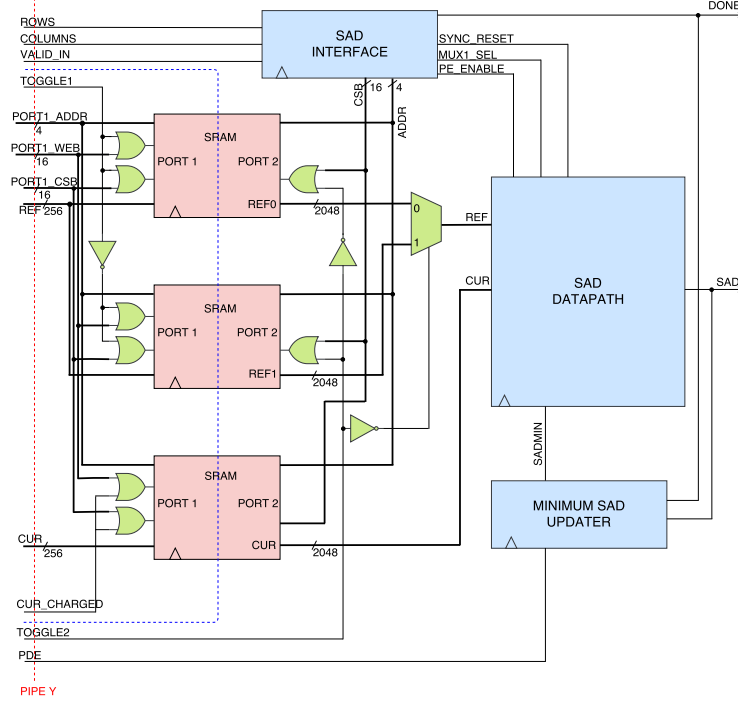 DONE
ROWS
COLUMNS
VALID_IN
SAD
INTERFACE
SYNC_RESET
MUX1_SEL
PE_ENABLE
TOGGLE1
CSB
16
4
ADDR
PORT1_ADDR
4
PORT1_WEB
16
PORT1_CSB
16
REF
256
SRAM
PORT 1
PORT 2
REF0
2048
0
1
REF
CUR
SAD
DATAPATH
SAD
SRAM
PORT 1
PORT 2
REF1
2048
SADMIN
SRAM
PORT 1
PORT 2
CUR
2048
MINIMUM SAD
UPDATER
CUR
256
CUR_CHARGED
TOGGLE2
PDE
PIPE Y